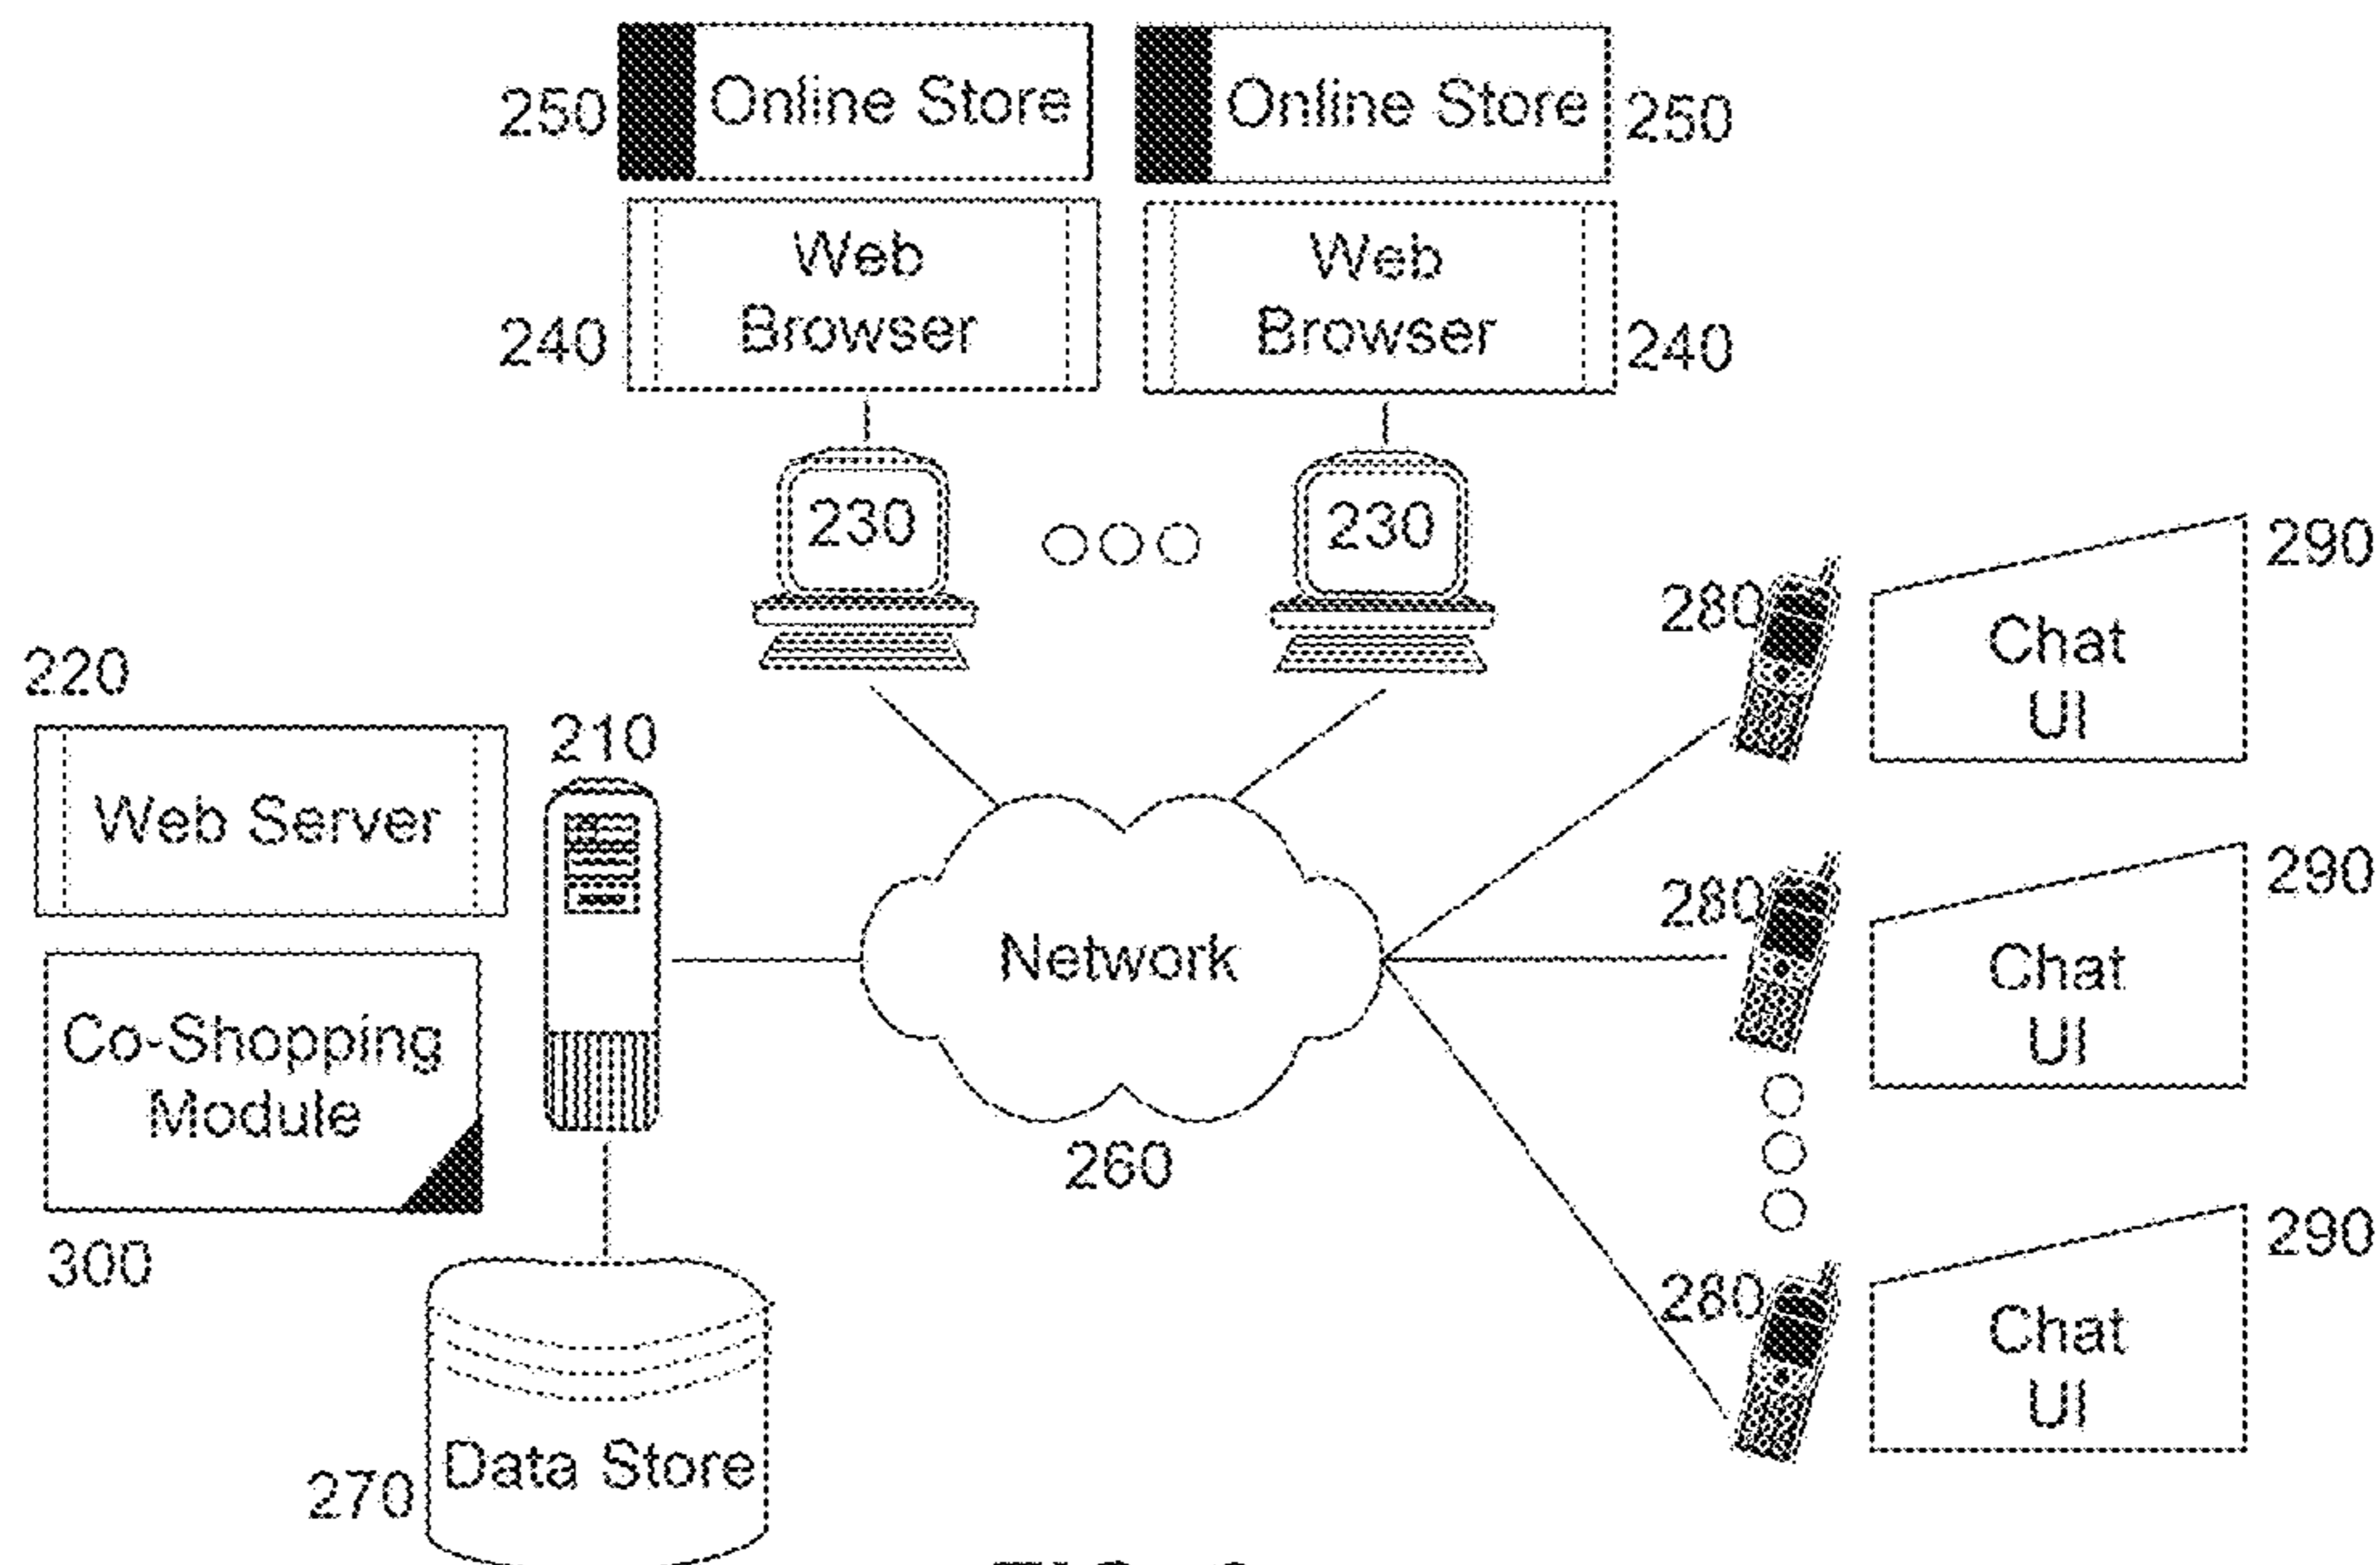 250
Online Store
Online Store
250
240
Web
Browser
Web
Browser
240
230
230
280
Chat
UI
290
220
Web Server
210
280
Chat
UI
290
Network
260
Co-Shopping
Module
300
280
Chat
UI
290
270
Data Store